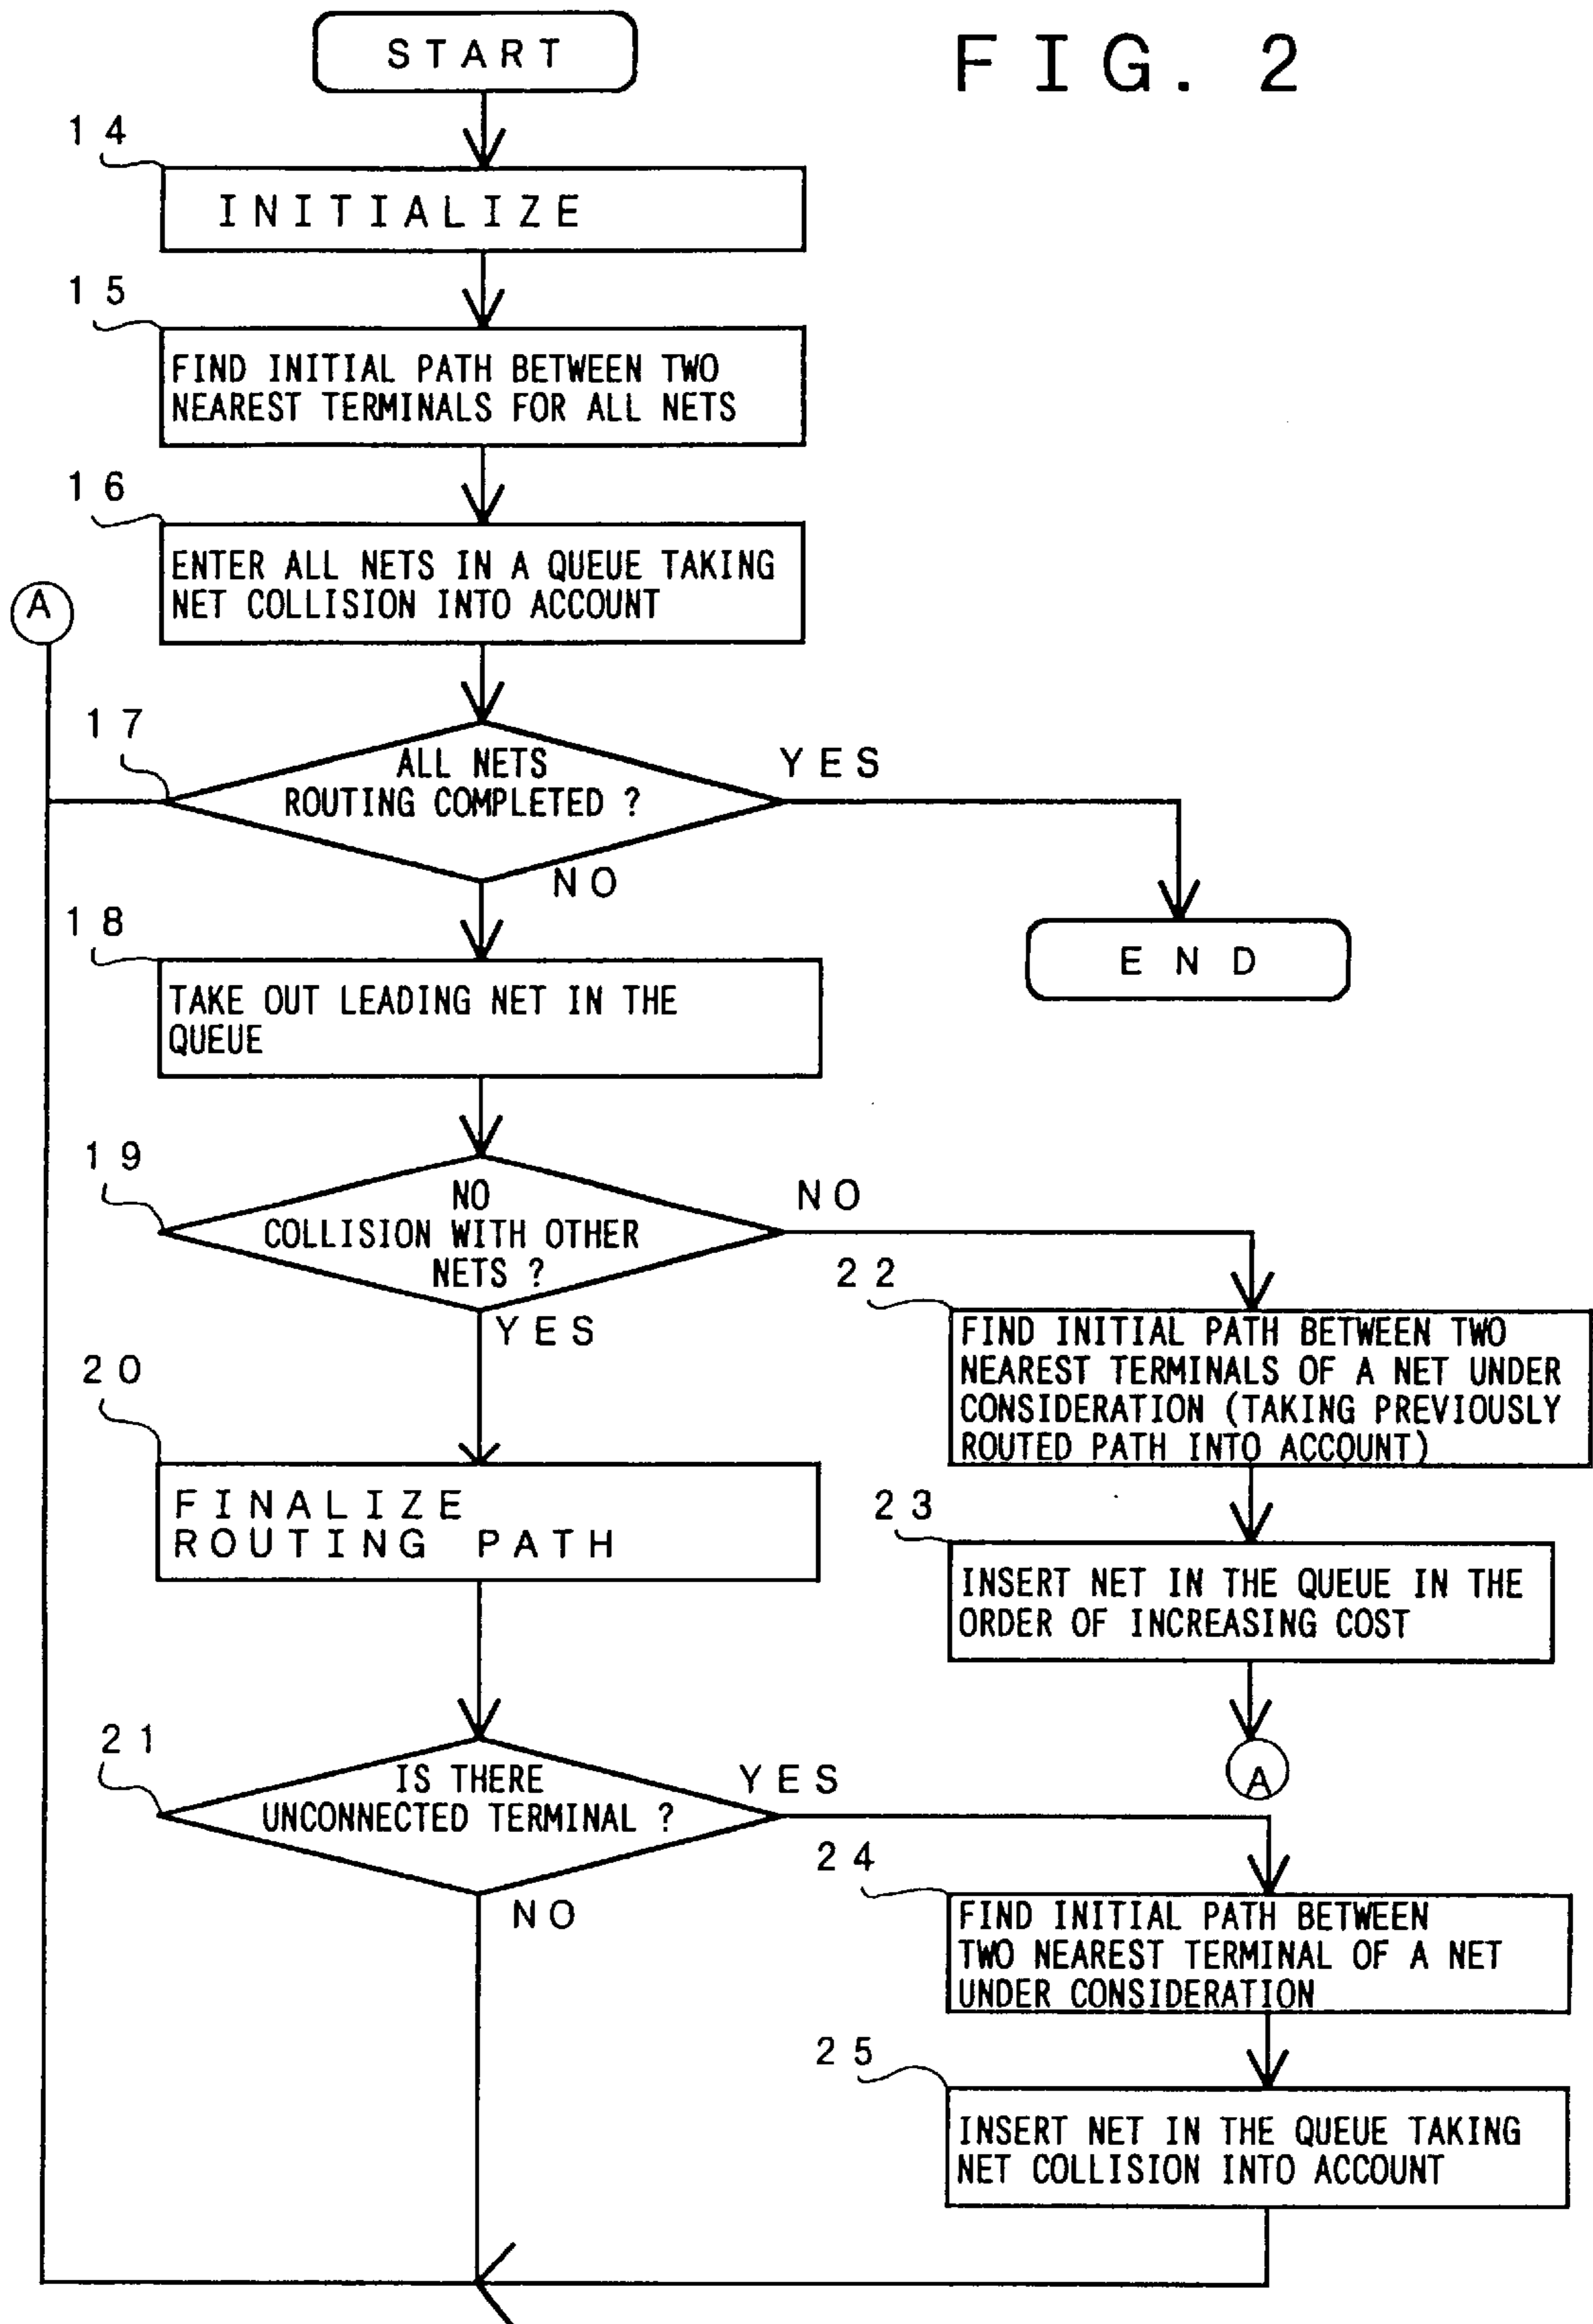 START
FIG. 2
14
INITIALIZE
15
FIND INITIAL PATH BETWEEN TWO
NEAREST TERMINALS FOR ALL NETS
16
ENTER ALL NETS IN A QUEUE TAKING
NET COLLISION INTO ACCOUNT
A
17
ALL NETS
ROUTING COMPLETED ?
YES
NO
END
18
TAKE OUT LEADING NET IN THE
QUEUE
19
NO
COLLISION WITH OTHER
NETS ?
NO
YES
22
FIND INITIAL PATH BETWEEN TWO
NEAREST TERMINALS OF A NET UNDER
CONSIDERATION (TAKING PREVIOUSLY
ROUTED PATH INTO ACCOUNT)
20
FINALIZE
ROUTING PATH
23
INSERT NET IN THE QUEUE IN THE
ORDER OF INCREASING COST
A
21
IS THERE
UNCONNECTED TERMINAL ?
YES
NO
24
FIND INITIAL PATH BETWEEN
TWO NEAREST TERMINAL OF A NET
UNDER CONSIDERATION
25
INSERT NET IN THE QUEUE TAKING
NET COLLISION INTO ACCOUNT